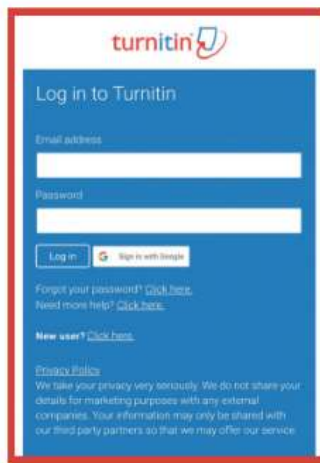 turnitin
Log in to Turnitin
Email address
Password
Log in
G Sign in with Google
Forgot your password? Click here.
Need more help? Click here.
New user? Click here.
Privacy Policy
We take your privacy very seriously. We do not share your
details for marketing purposes with any external
companies. Your information may only be shared with
our third party partners so that we may offer our service.